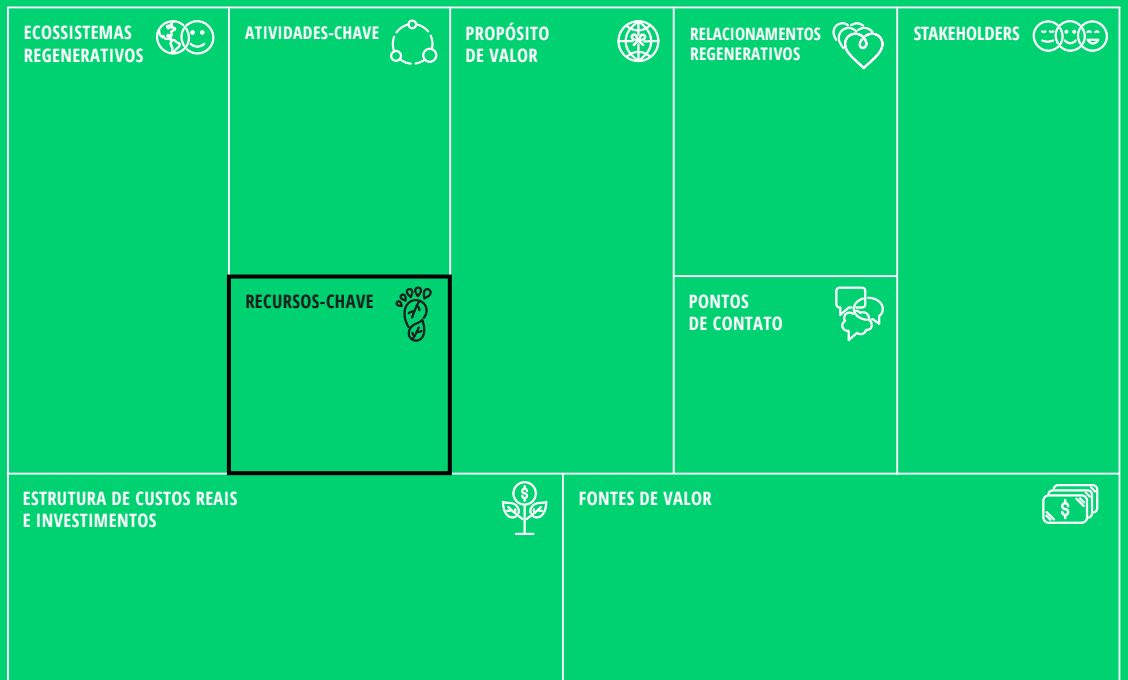 ECOSSISTEMAS
REGENERATIVOS
ATIVIDADES-CHAVE
PROPÓSITO
DE VALOR
RELACIONAMENTOS
REGENERATIVOS
STAKEHOLDERS
RECURSOS-CHAVE
PONTOS
DE CONTATO
ESTRUTURA DE CUSTOS REAIS
E INVESTIMENTOS
$
FONTES DE VALOR
$